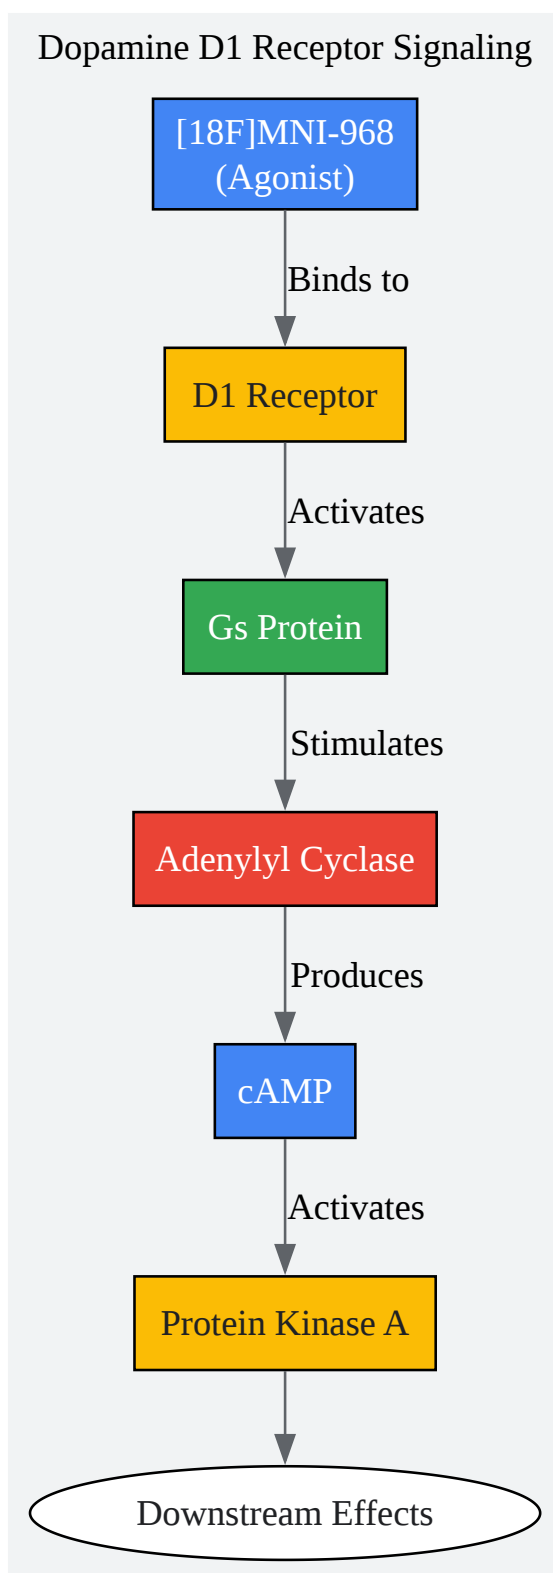 Dopamine D1 Receptor Signaling
[18F]MNI-968
(Agonist)
Binds to
D1 Receptor
Activates
Gs Protein
Stimulates
Adenylyl Cyclase
Produces
cAMP
Activates
Protein Kinase A
Downstream Effects